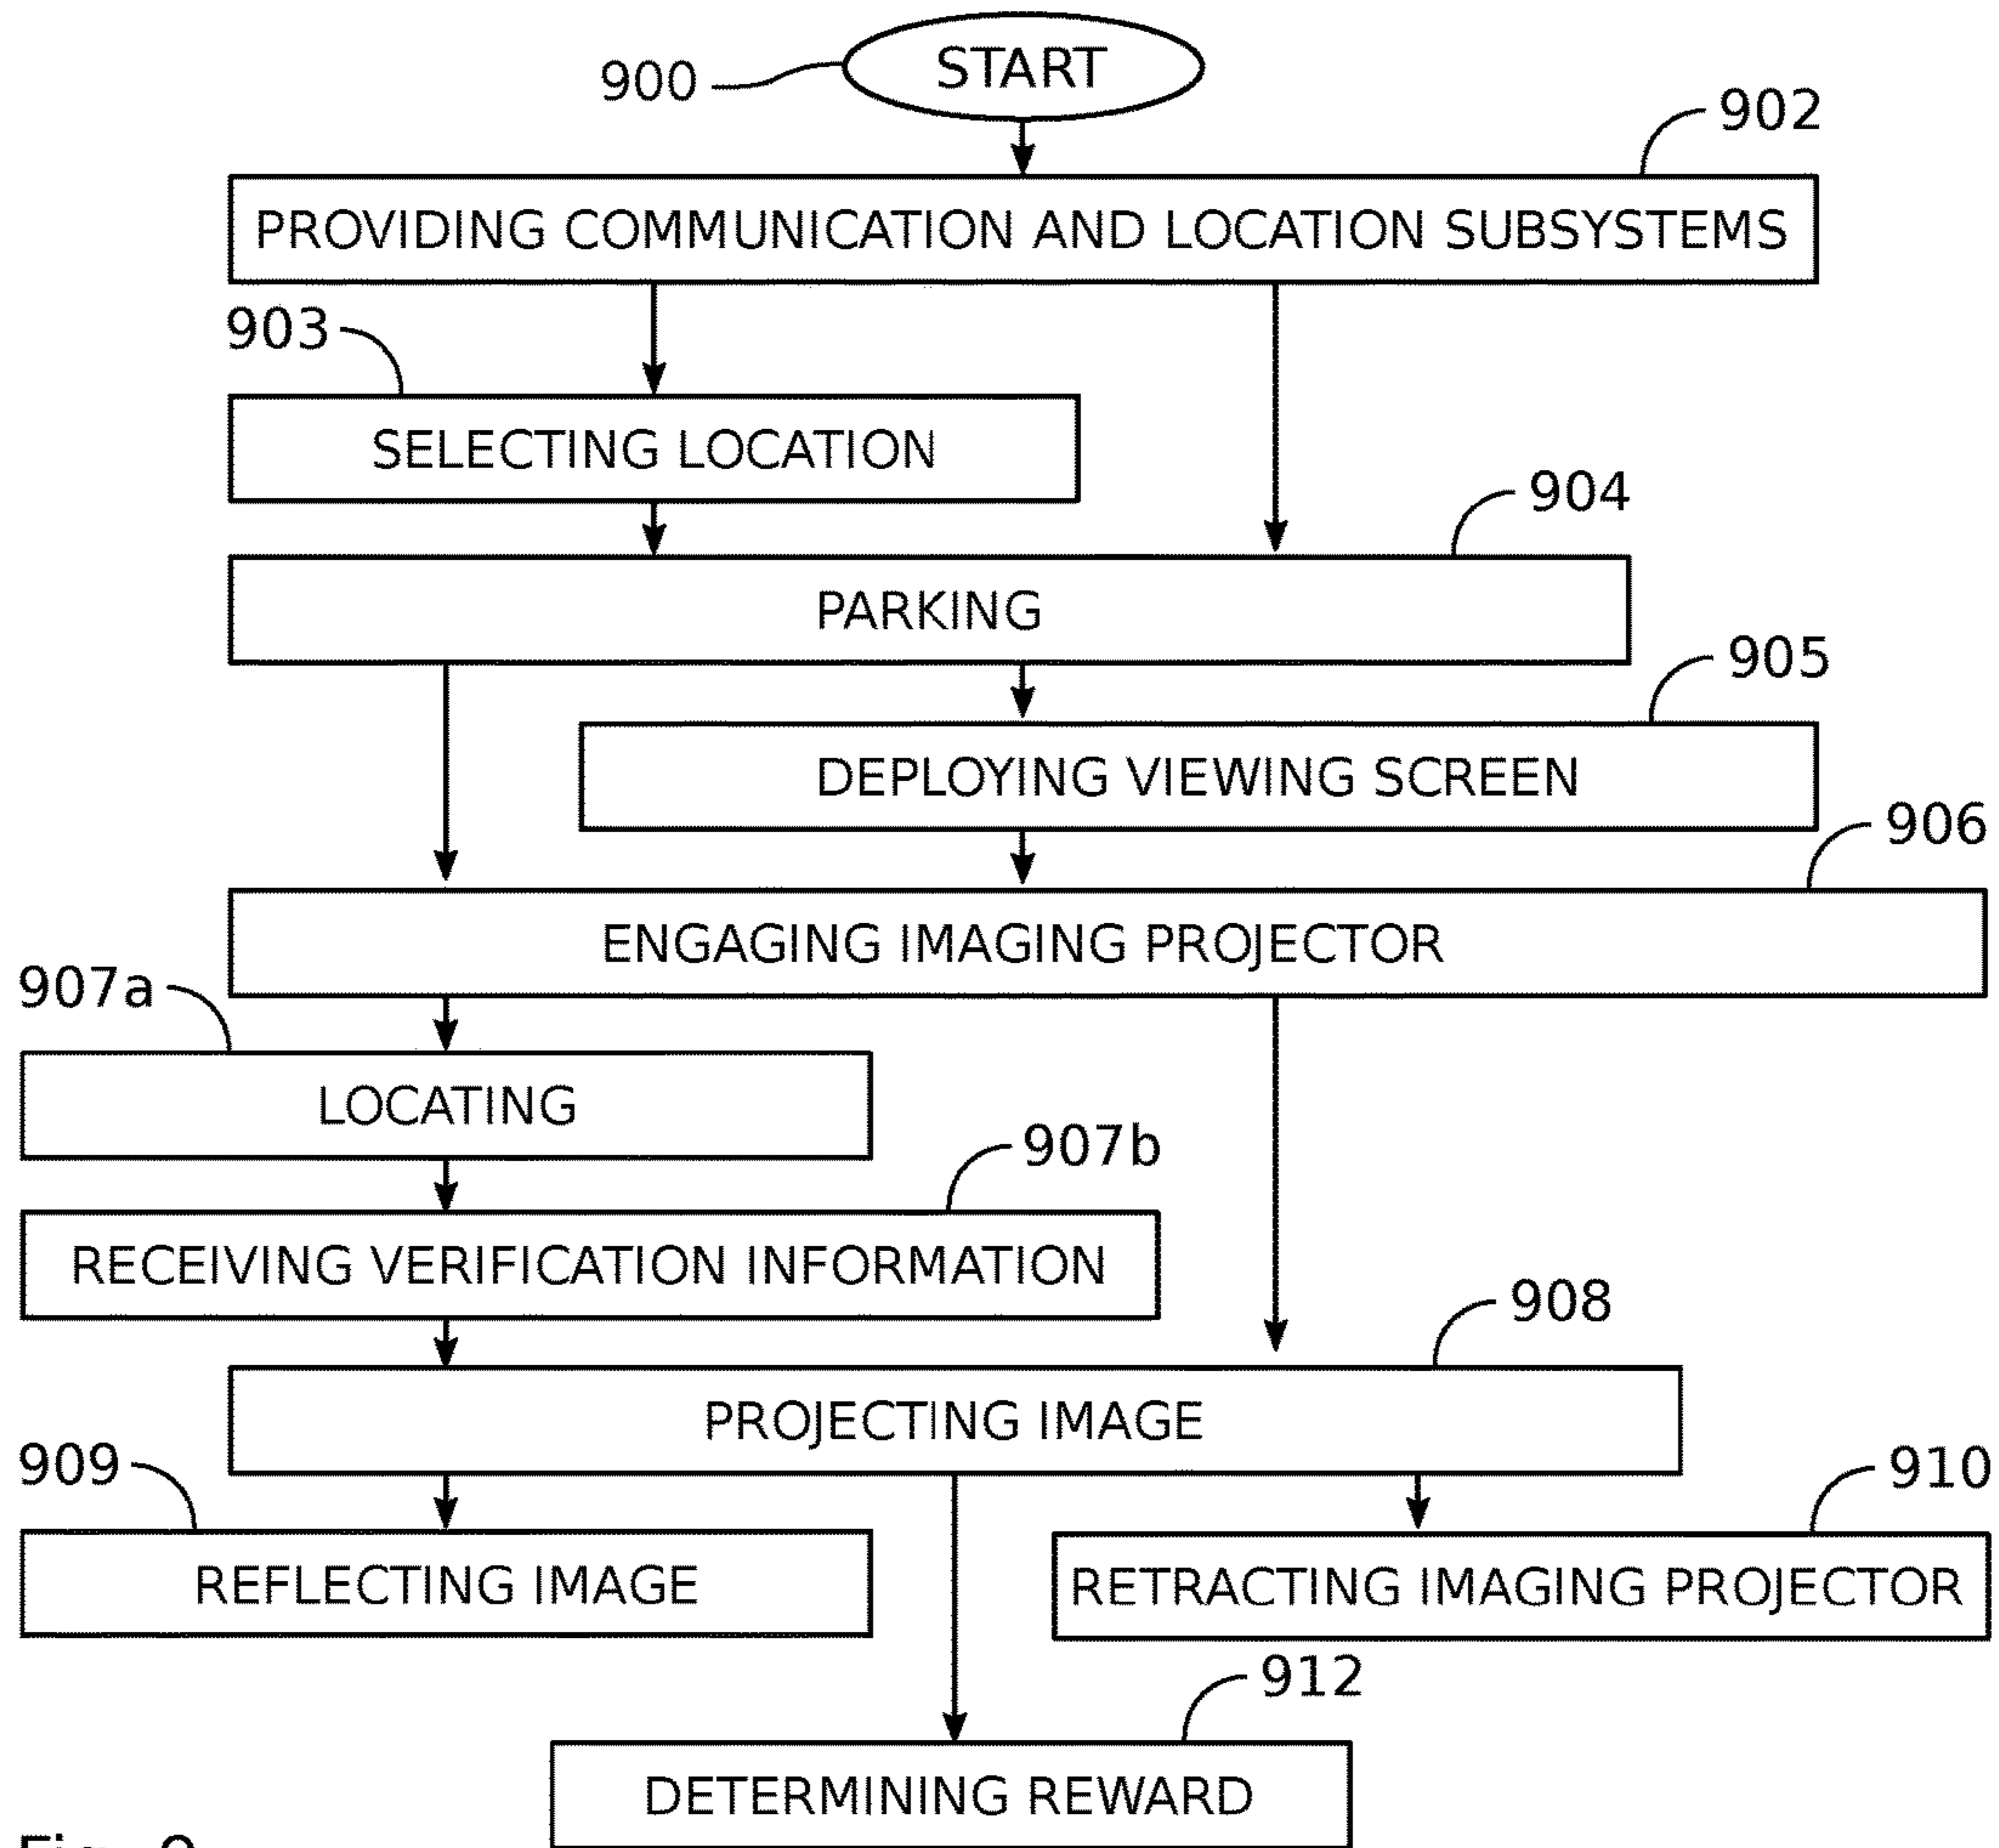 START
900
902
PROVIDING COMMUNICATION AND LOCATION SUBSYSTEMS
903
SELECTING LOCATION
904
PARKING
905
DEPLOYING VIEWING SCREEN
906
ENGAGING IMAGING PROJECTOR
907a
LOCATING
907b
RECEIVING VERIFICATION INFORMATION
908
PROJECTING IMAGE
909
910
REFLECTING IMAGE
RETRACTING IMAGING PROJECTOR
912
DETERMINING REWARD